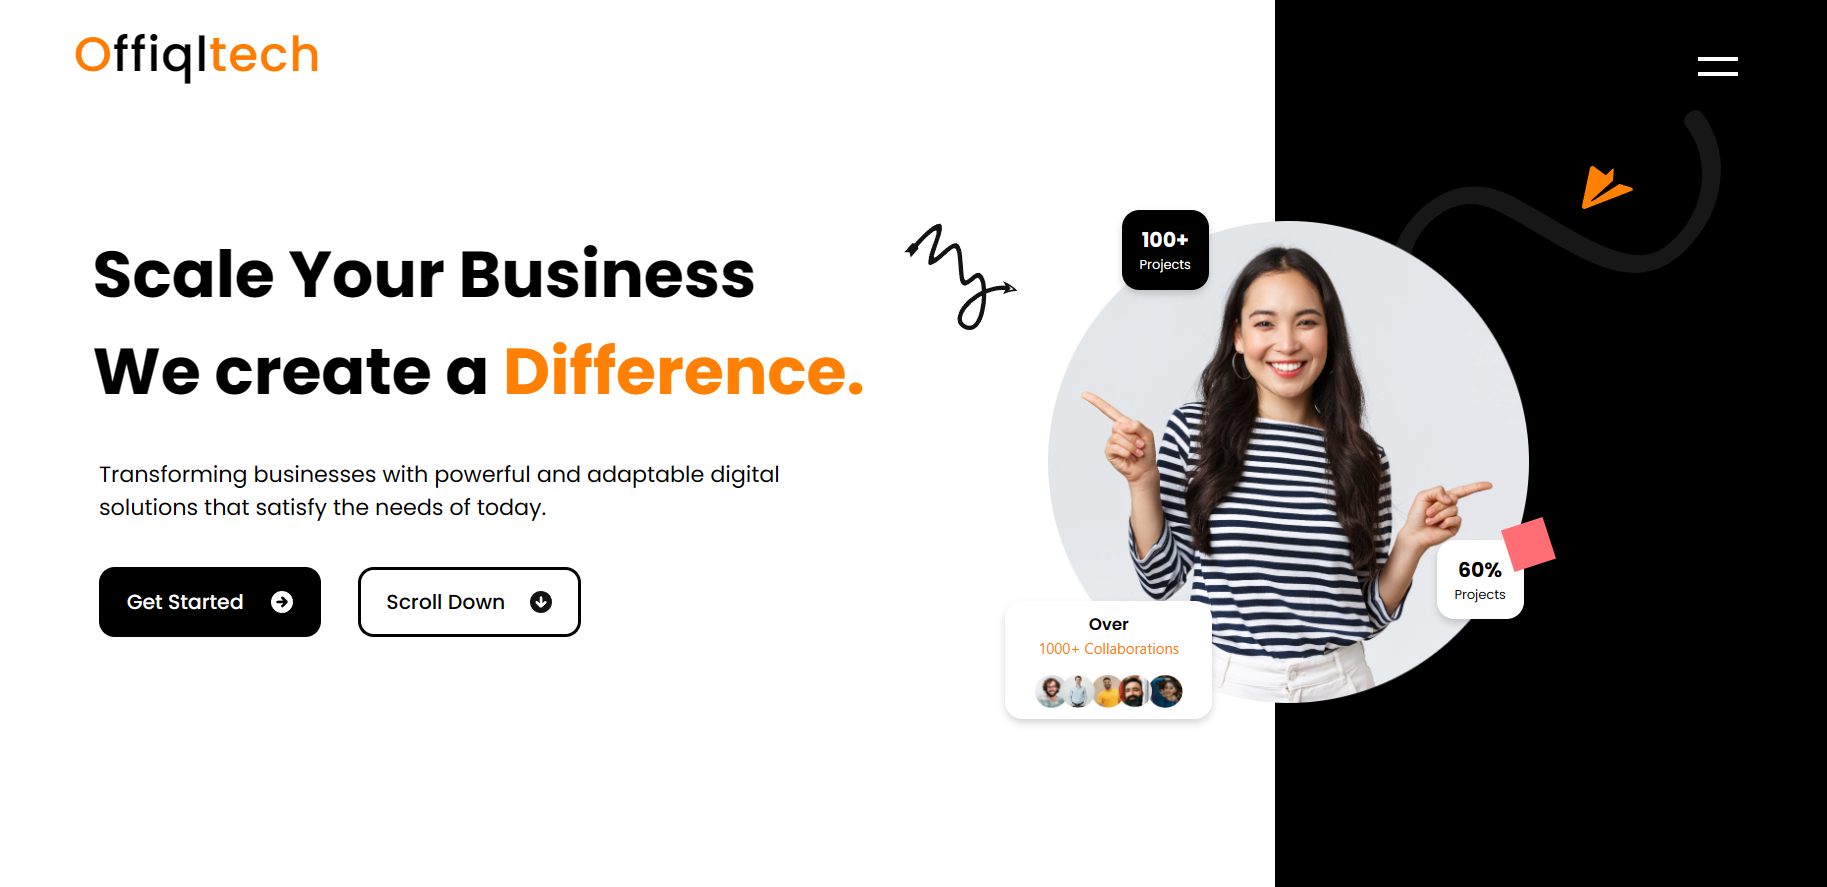 Offiqltech
Scale Your Business
We create a Difference.
Transforming businesses with powerful and adaptable digital
solutions that satisfy the needs of today.
Get Started
Scroll Down
100+
Projects
60%
Projects
Over
1000+ Collaborations